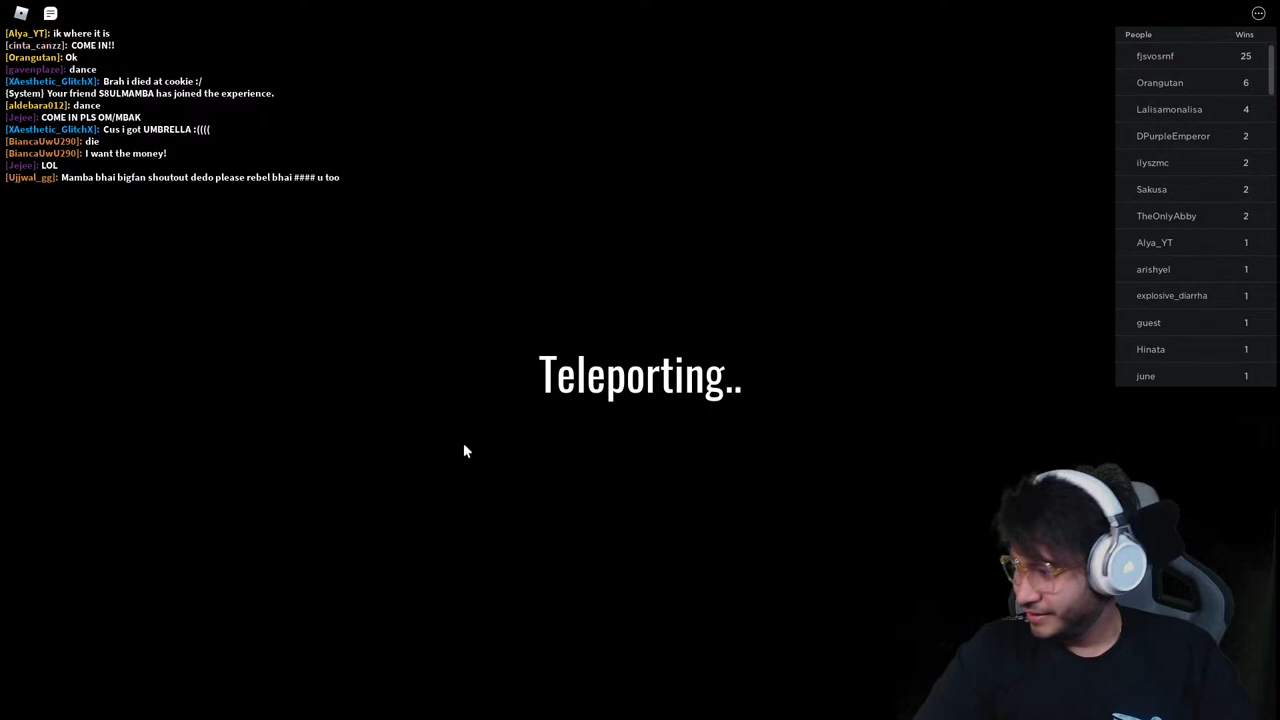 [Alya_YT]: ik where it is
[cinta_canzz]: COME IN!!
[Orangutan]: Ok
[gavenplaze]: dance
[XAesthetic_GlitchX]: Brah i died at cookie :/
{System} Your friend S8ULMAMBA has joined the experience.
[aldebara012]: dance
[Jejee]: COME IN PLS OM/MBAK
[XAesthetic_GlitchX]: Cus i got UMBRELLA :((((
[BiancaUwU290]: die
[BiancaUwU290]: I want the money!
[Jejee]: LOL
[Ujjwal_gg]: Mamba bhai bigfan shoutout dedo please rebel bhai #### u too
People Wins
fjsvosrnf 25
Orangutan 6
Lalisamonalisa 4
DPurpleEmperor 2
ilyszmc 2
Sakusa 2
TheOnlyAbby 2
Alya_YT 1
arishyel 1
explosive_diarrha 1
guest 1
Hinata 1
june 1
Teleporting..